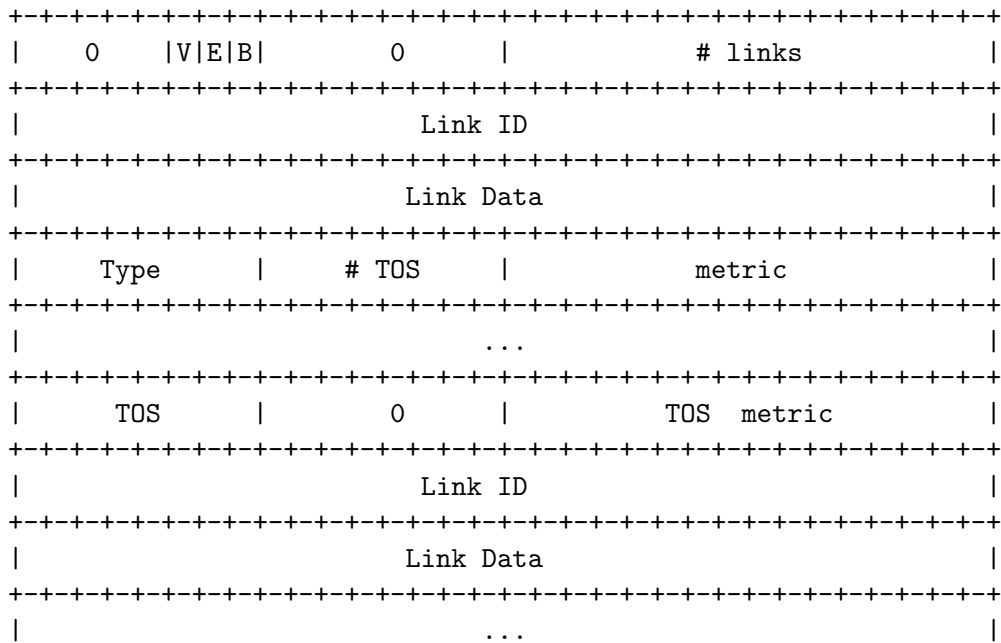 +-+-+-+-+-+-+-+-+-+-+-+-+-+-+-+-+-+-+-+-+-+-+-+-+-+-+-+-+-+-+-+-+
|    0    |V|E|B|        0      |            # links            |
+-+-+-+-+-+-+-+-+-+-+-+-+-+-+-+-+-+-+-+-+-+-+-+-+-+-+-+-+-+-+-+-+
|                          Link ID                              |
+-+-+-+-+-+-+-+-+-+-+-+-+-+-+-+-+-+-+-+-+-+-+-+-+-+-+-+-+-+-+-+-+
|                         Link Data                             |
+-+-+-+-+-+-+-+-+-+-+-+-+-+-+-+-+-+-+-+-+-+-+-+-+-+-+-+-+-+-+-+-+
|     Type      |     # TOS     |            metric             |
+-+-+-+-+-+-+-+-+-+-+-+-+-+-+-+-+-+-+-+-+-+-+-+-+-+-+-+-+-+-+-+-+
|                              ...                              |
+-+-+-+-+-+-+-+-+-+-+-+-+-+-+-+-+-+-+-+-+-+-+-+-+-+-+-+-+-+-+-+-+
|      TOS      |        0      |          TOS  metric          |
+-+-+-+-+-+-+-+-+-+-+-+-+-+-+-+-+-+-+-+-+-+-+-+-+-+-+-+-+-+-+-+-+
|                          Link ID                              |
+-+-+-+-+-+-+-+-+-+-+-+-+-+-+-+-+-+-+-+-+-+-+-+-+-+-+-+-+-+-+-+-+
|                         Link Data                             |
+-+-+-+-+-+-+-+-+-+-+-+-+-+-+-+-+-+-+-+-+-+-+-+-+-+-+-+-+-+-+-+-+
|                              ...                              |